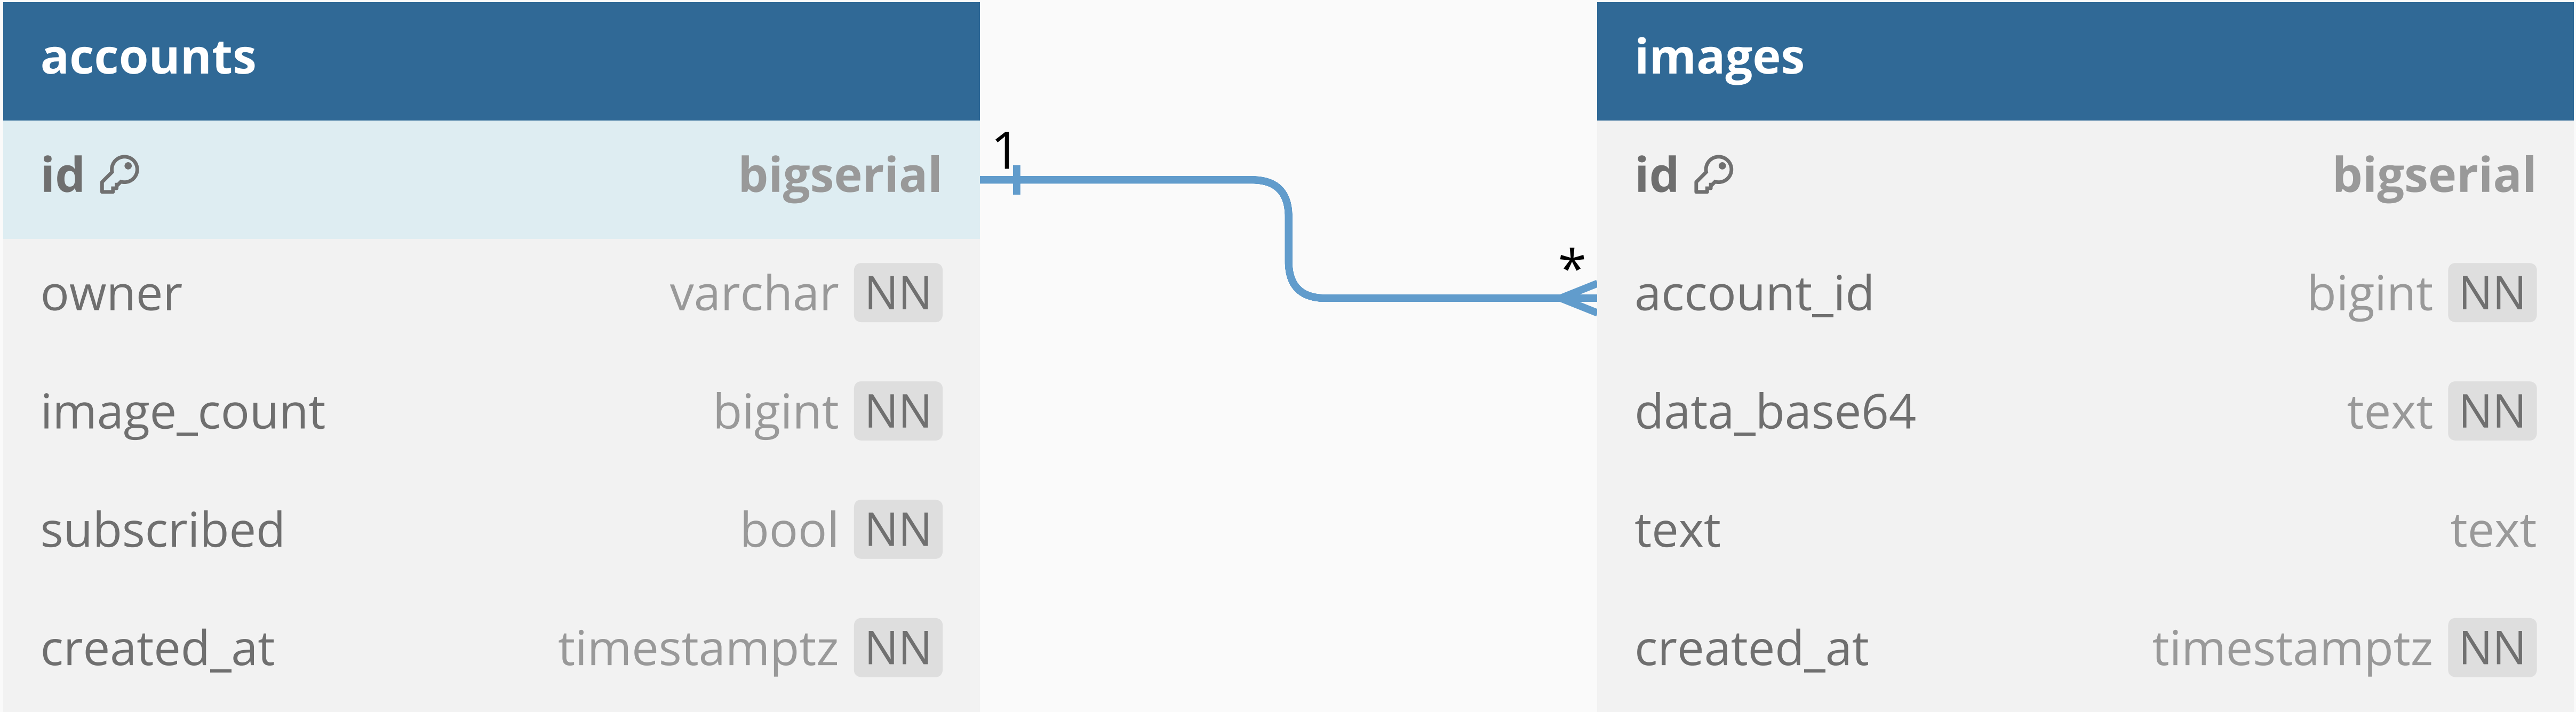 accounts
id bigserial
owner varchar NN
image_count bigint NN
subscribed bool NN
created_at timestamptz NN
1
*
images
id bigserial
account_id bigint NN
data_base64 text NN
text text
created_at timestamptz NN